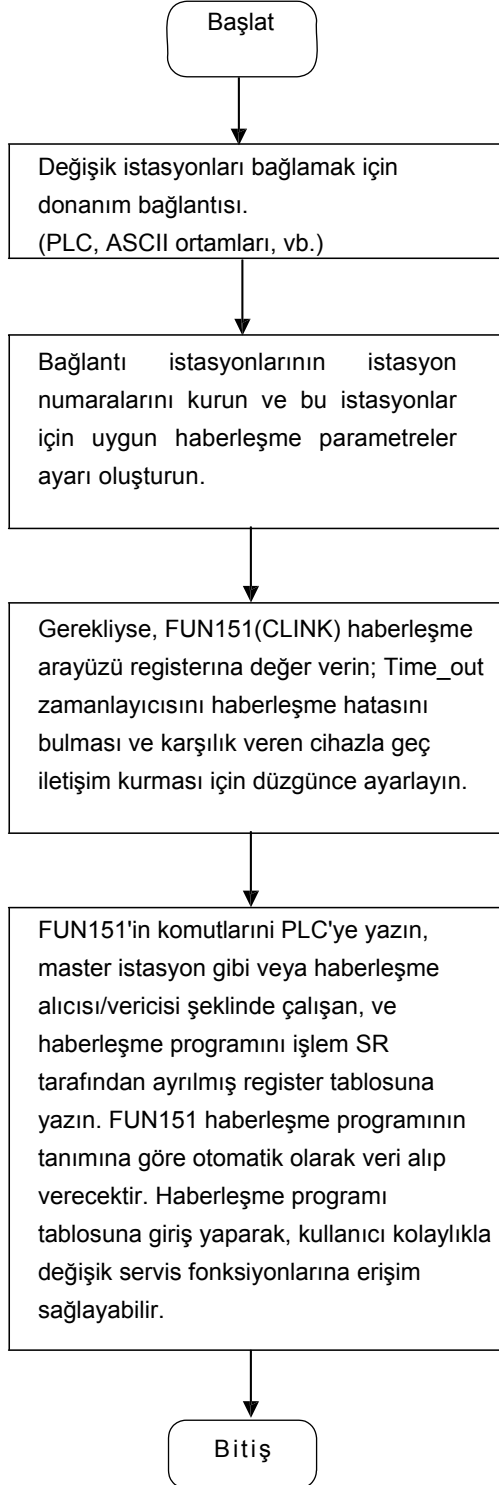 Başlat
Değişik istasyonları bağlamak için
donanım bağlantısı.
(PLC, ASCII ortamları, vb.)
Bağlantı istasyonlarının istasyon
numaralarını kurun ve bu istasyonlar
için uygun haberleşme parametreler
ayarı oluşturun.
Gerekliyse, FUN151(CLINK) haberleşme
arayüzü registerına değer verin; Time_out
zamanlayıcısını haberleşme hatasını
bulması ve karşılık veren cihazla geç
iletişim kurması için düzgünce ayarlayın.
FUN151'in komutlarıni PLC'ye yazın,
master istasyon gibi veya haberleşme
alıcısı/vericisi şeklinde çalışan, ve
haberleşme programını işlem SR
tarafından ayrılmış register tablosuna
yazın. FUN151 haberleşme programının
tanımına göre otomatik olarak veri alıp
verecektir. Haberleşme programı
tablosuna giriş yaparak, kullanıcı kolaylıkla
değişik servis fonksiyonlarına erişim
sağlayabilir.
Bitiş